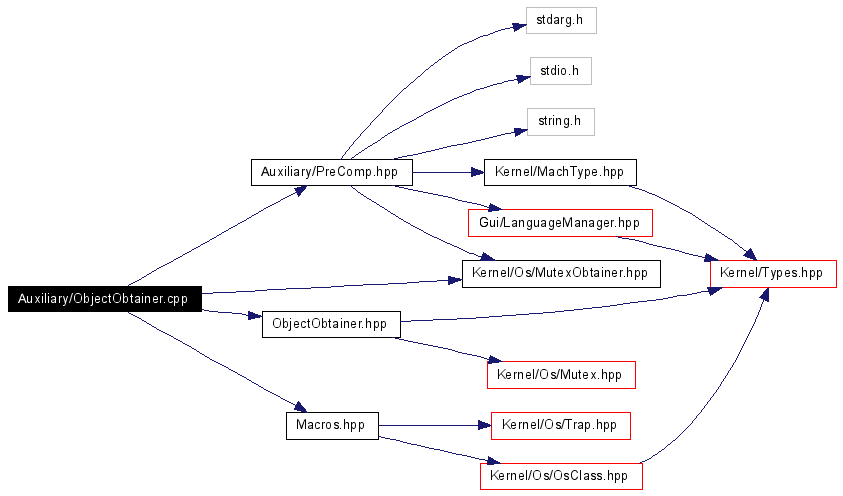 stdarg.h
stdio.h
string.h
Auxiliary/PreComp.hpp
Kernel/MachType.hpp
Gui/LanguageManager.hpp
Kernel/Os/MutexObtainer.hpp
Kernel/Types.hpp
Auxiliary/ObjectObtainer.cpp
ObjectObtainer.hpp
Kernel/Os/Mutex.hpp
Macros.hpp
Kernel/Os/Trap.hpp
Kernel/Os/OsClass.hpp